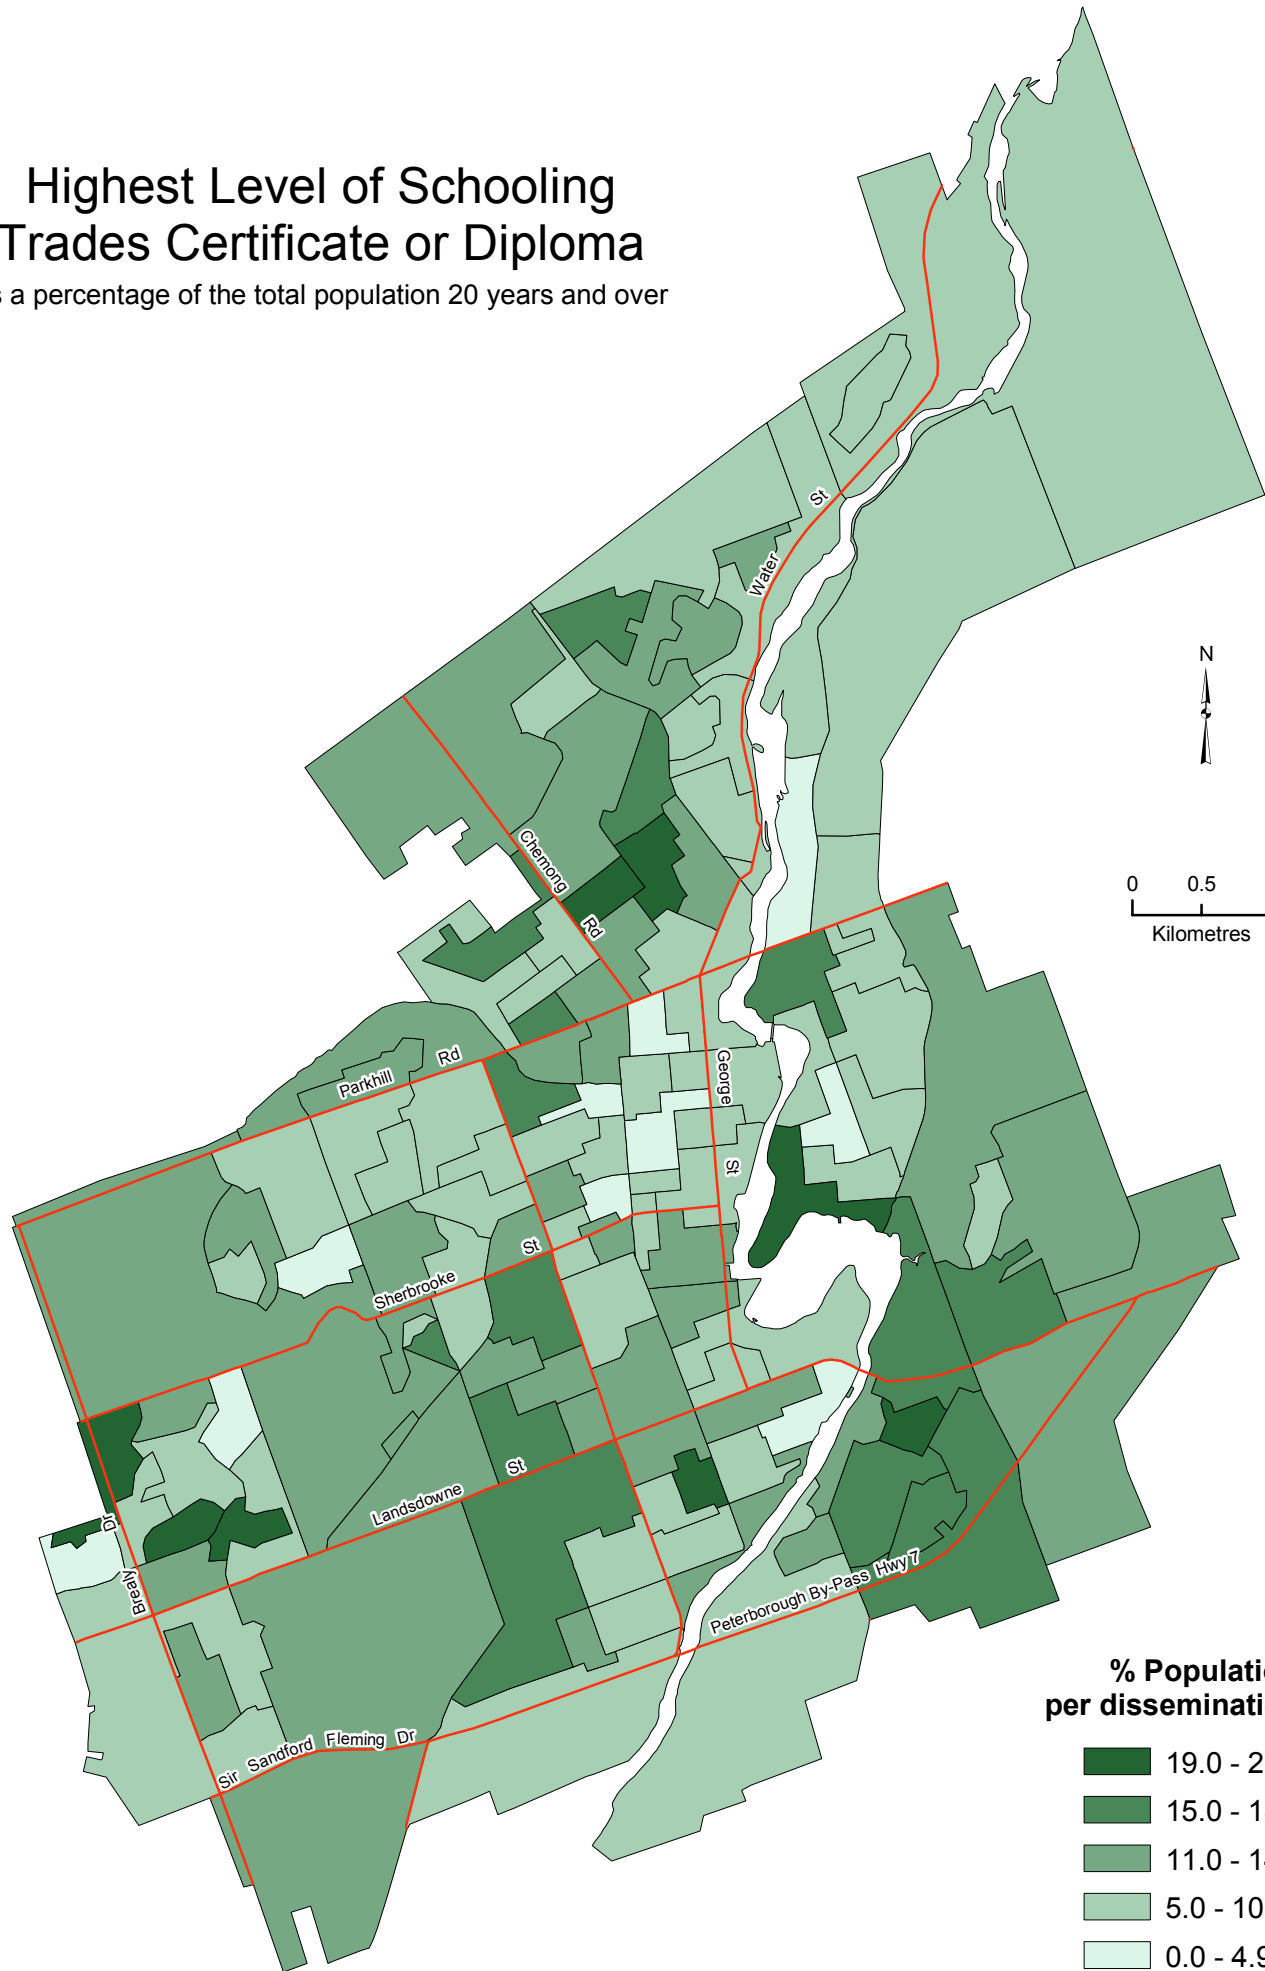 Highest Level of Schooling
Trades Certificate or Diploma
a percentage of the total population 20 years and over
St
Water
N
Chemong
Rd
0 0.5
Kilometres
Parkhill
Rd
George
St
Sherbrooke
St
Landsdowne
St
Brealy
Dr
Peterborough By-Pass Hwy 7
Sir Sandford Fleming Dr
% Populati
per disseminati
19.0 - 2
15.0 - 1
11.0 - 1
5.0 - 10
0.0 - 4.9